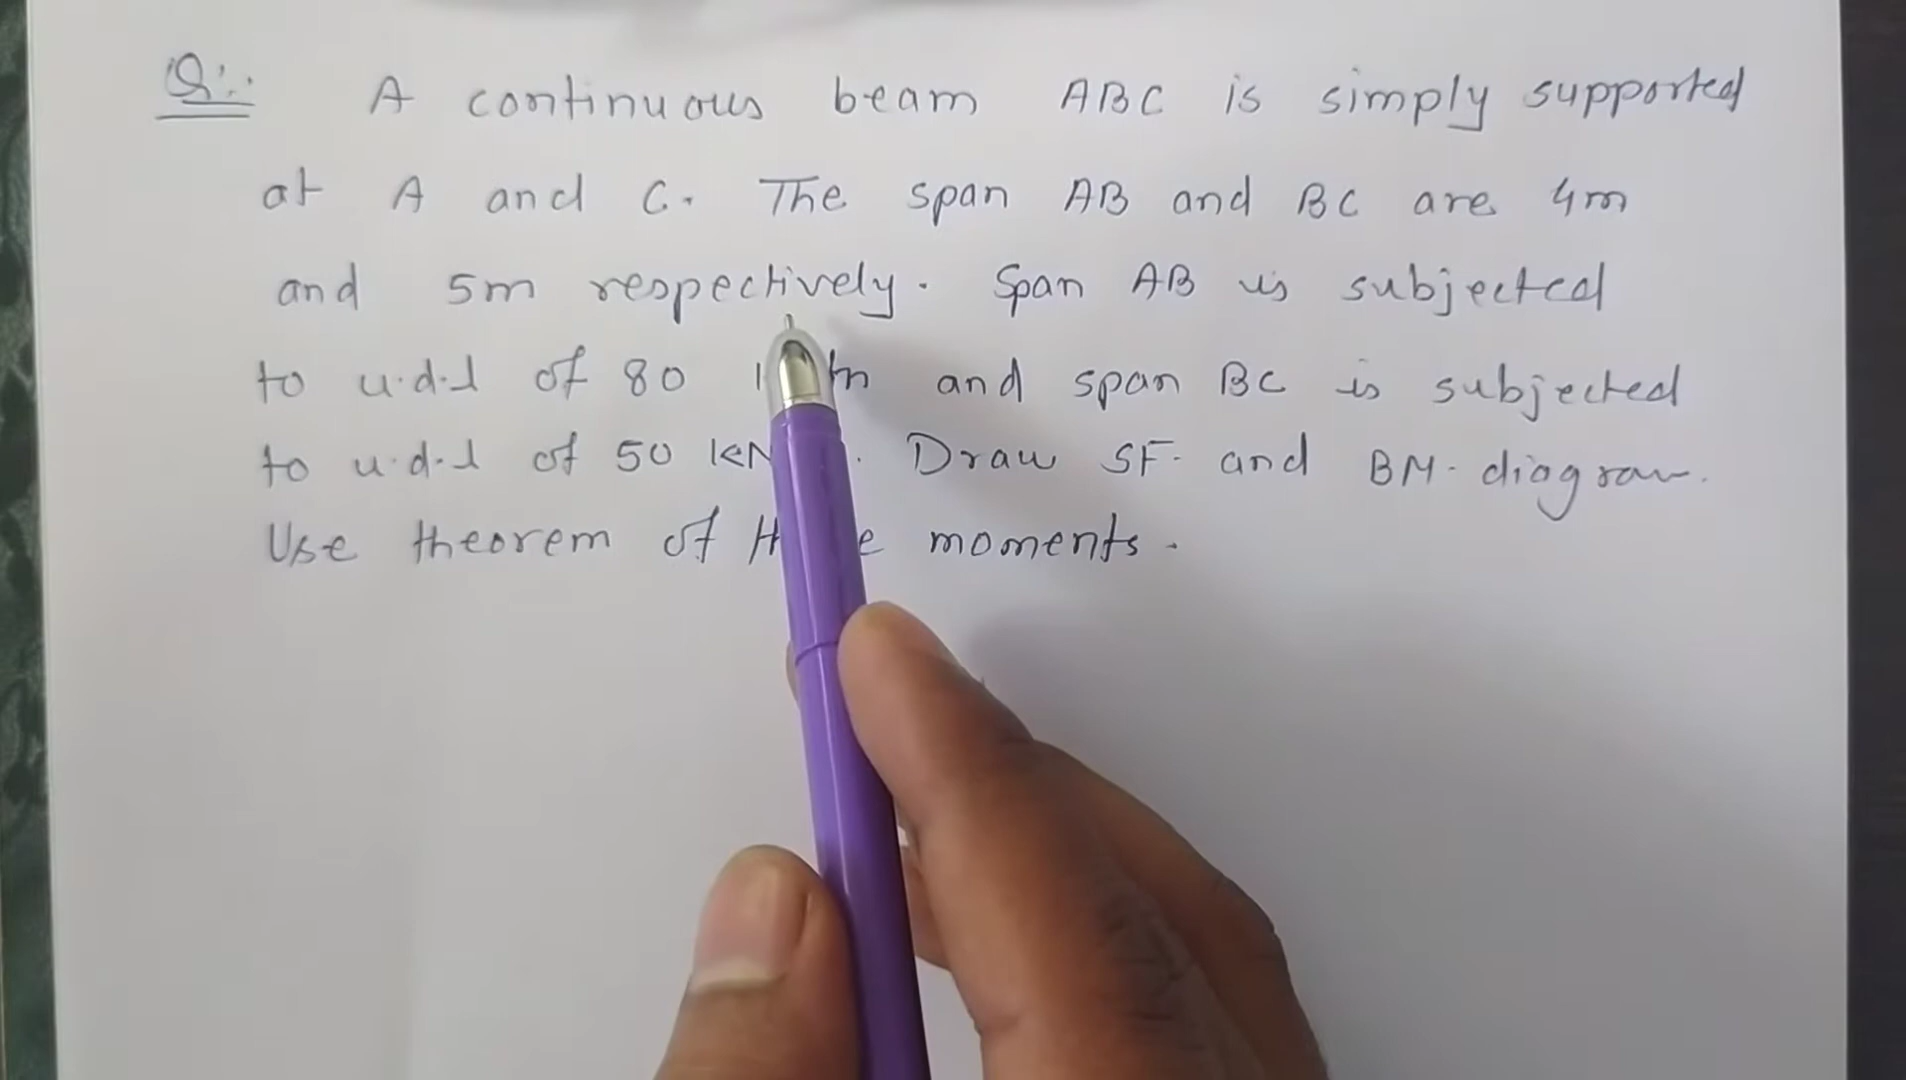 Q:-
A continuous beam ABC is simply supported
at A and C. The span AB and BC are 4m
and 5m respectively. Span AB is subjected
to u.d.l of 80 and span BC is subjected
to u.d.l of 50 kN . Draw SF. and BM. diagram.
Use theorem of moments.